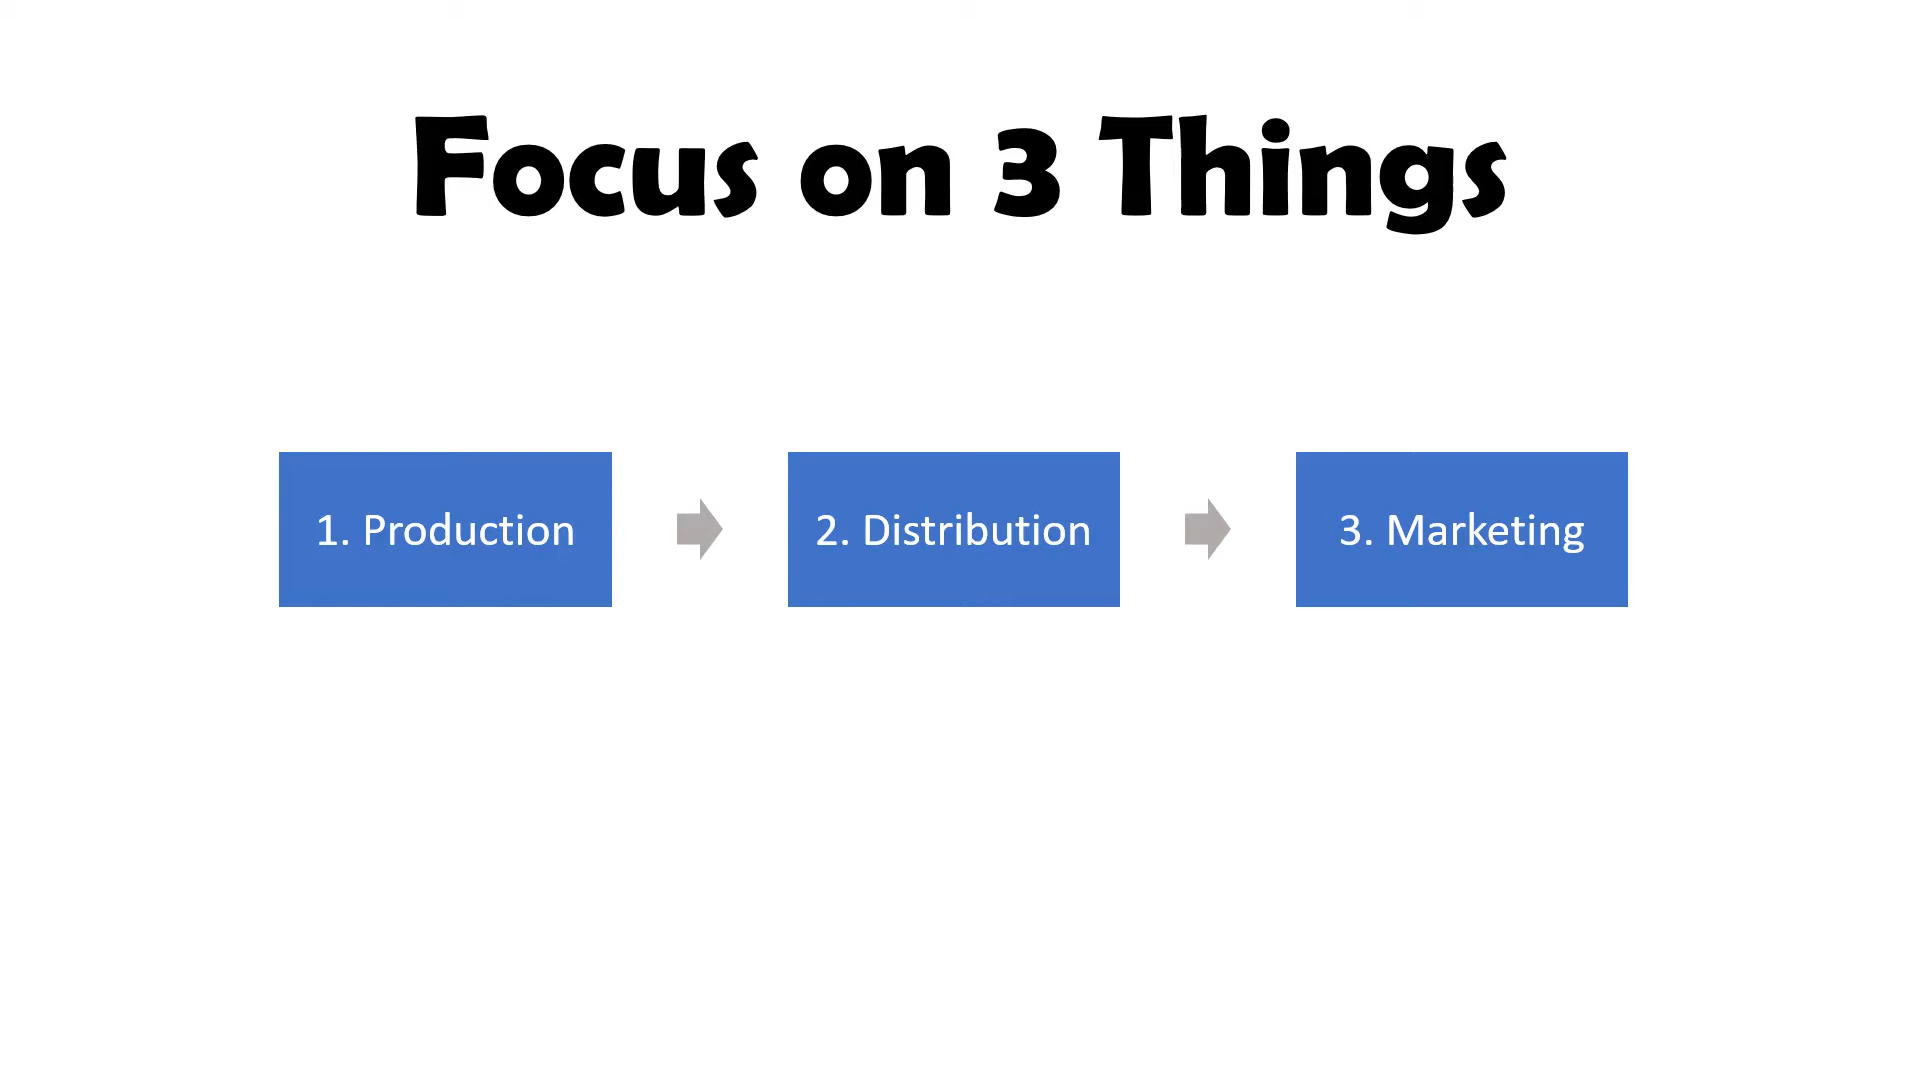 Focus on 3 Things
1. Production
2. Distribution
3. Marketing